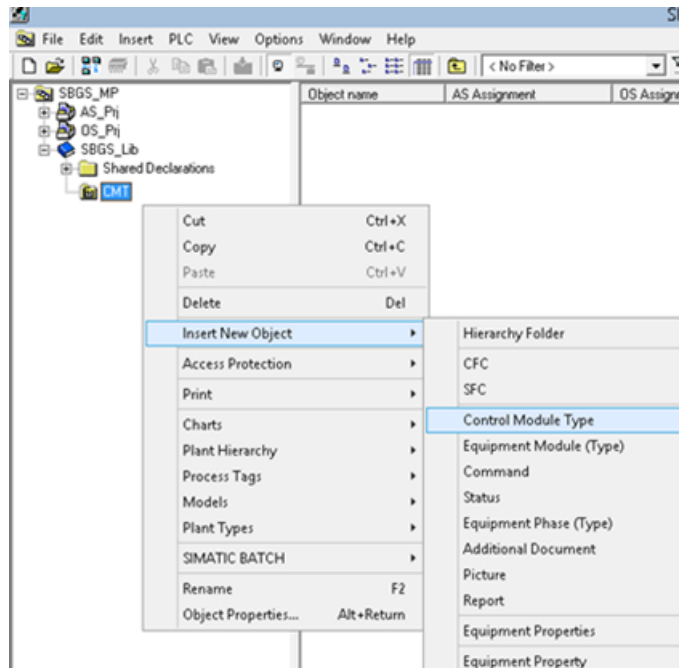 SI
File Edit Insert PLC View Options Window Help
< No Filter >
SBGS_MP
AS_Prj
OS_Prj
SBGS_Lib
Shared Declarations
CMT
Object name AS Assignment OS Assignm
Cut Ctrl+X
Copy Ctrl+C
Paste Ctrl+V
Delete Del
Insert New Object
Access Protection
Print
Charts
Plant Hierarchy
Process Tags
Models
Plant Types
SIMATIC BATCH
Rename F2
Object Properties... Alt+Return
Hierarchy Folder
CFC
SFC
Control Module Type
Equipment Module (Type)
Command
Status
Equipment Phase (Type)
Additional Document
Picture
Report
Equipment Properties
Equipment Property